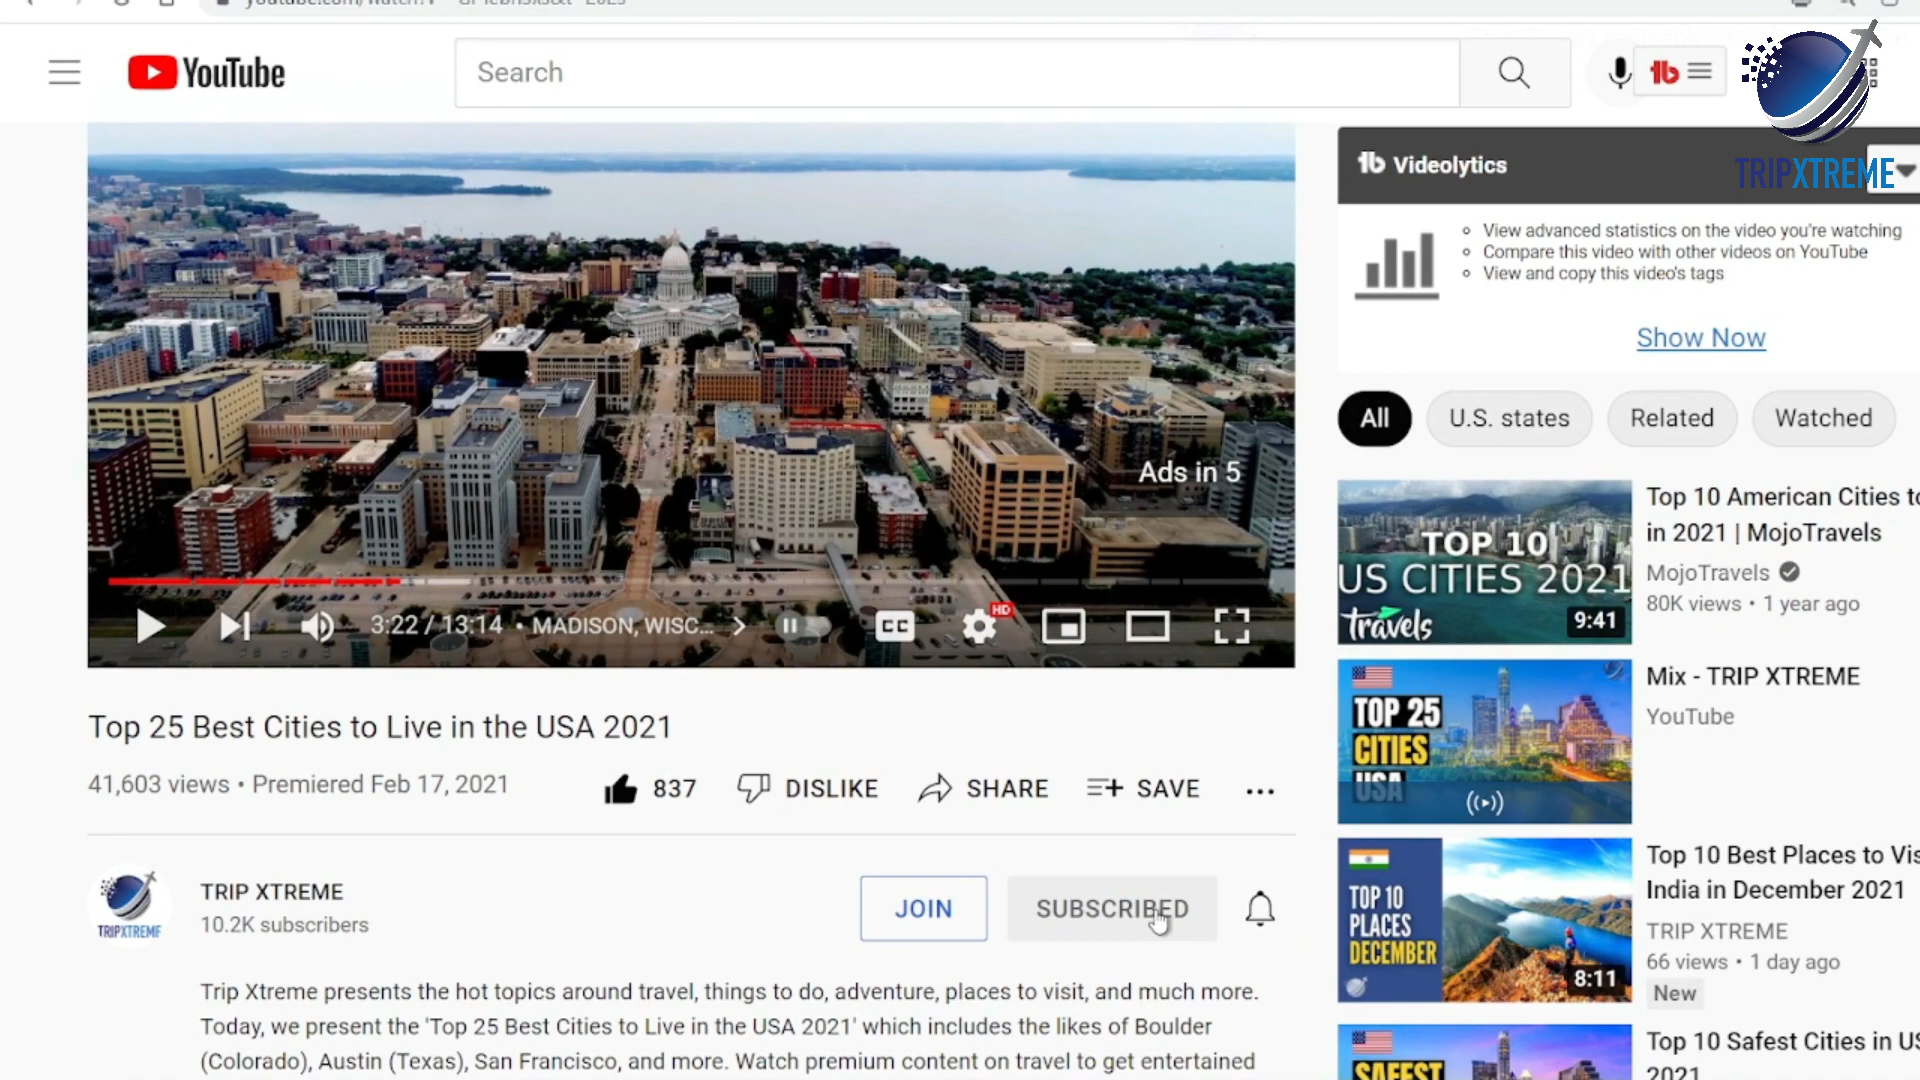 YouTube
Search
TRIPXTREME
Videolytics
View advanced statistics on the video you're watching
Compare this video with other videos on YouTube
View and copy this video's tags
Show Now
All
U.S. states
Related
Watched
Ads in 5
3:22 / 13:14 • MADISON, WISC...
CC
HD
Top 25 Best Cities to Live in the USA 2021
41,603 views • Premiered Feb 17, 2021
837
DISLIKE
SHARE
SAVE
TRIPXTREME
TRIP XTREME
10.2K subscribers
JOIN
SUBSCRIBED
Trip Xtreme presents the hot topics around travel, things to do, adventure, places to visit, and much more.
Today, we present the 'Top 25 Best Cities to Live in the USA 2021' which includes the likes of Boulder
(Colorado), Austin (Texas), San Francisco, and more. Watch premium content on travel to get entertained
TOP 10
US CITIES 2021
travels
9:41
Top 10 American Cities to
in 2021 | MojoTravels
MojoTravels
80K views • 1 year ago
TOP 25
CITIES
USA
Mix - TRIP XTREME
YouTube
TOP 10
PLACES
DECEMBER
8:11
Top 10 Best Places to Vis
India in December 2021
TRIP XTREME
66 views • 1 day ago
New
SAFEST
Top 10 Safest Cities in US
2021